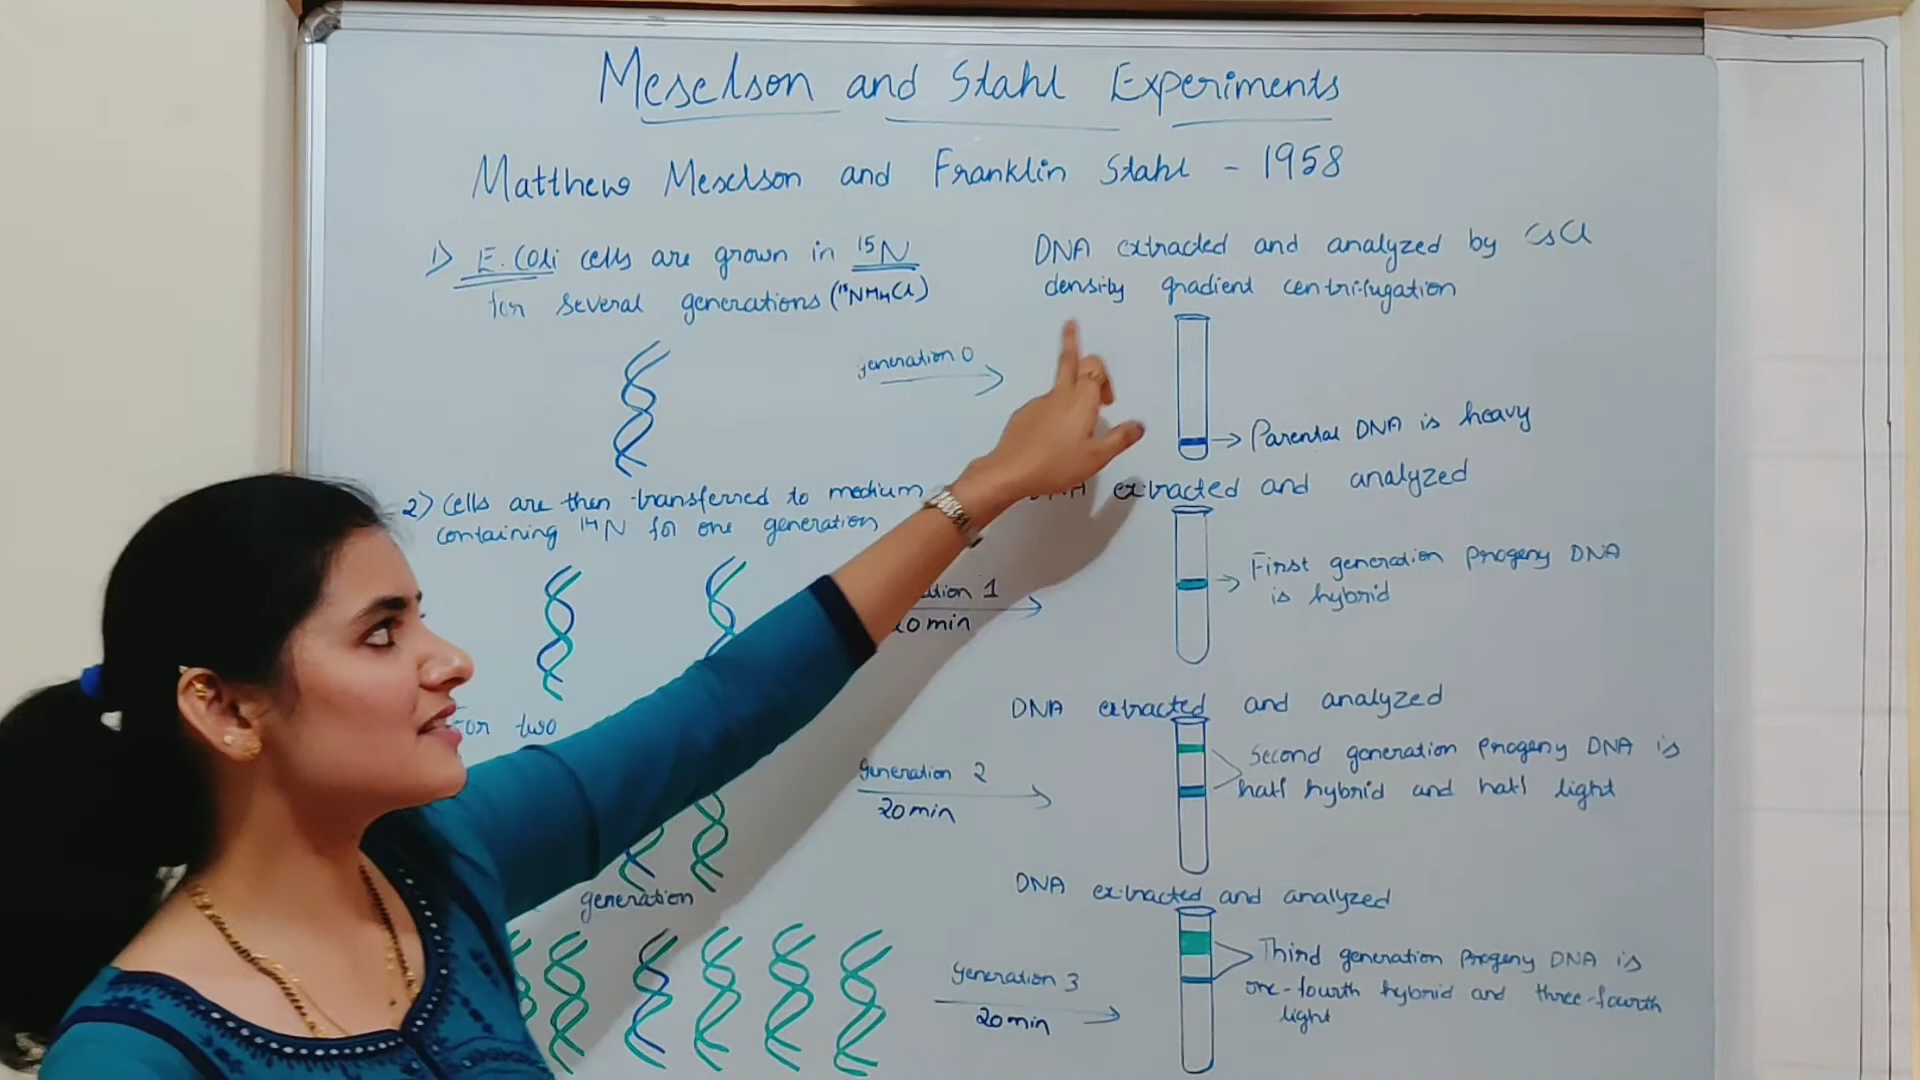 Meselson and Stahl Experiments
Matthew Meselson and Franklin Stahl - 1958
1) E. Coli cells are grown in ¹⁵N
for several generations (¹⁵NH₄Cl)
generation 0
DNA extracted and analyzed by CsCl
density gradient centrifugation
→ Parental DNA is heavy
2) Cells are then transferred to medium
containing ¹⁴N for one generation
1
min
extracted and analyzed
→ First generation progeny DNA
is hybrid
For two
generation 2
20 min
DNA extracted and analyzed
Second generation progeny DNA is
half hybrid and half light
generation
generation 3
20 min
DNA extracted and analyzed
Third generation progeny DNA is
one-fourth hybrid and three-fourth
light